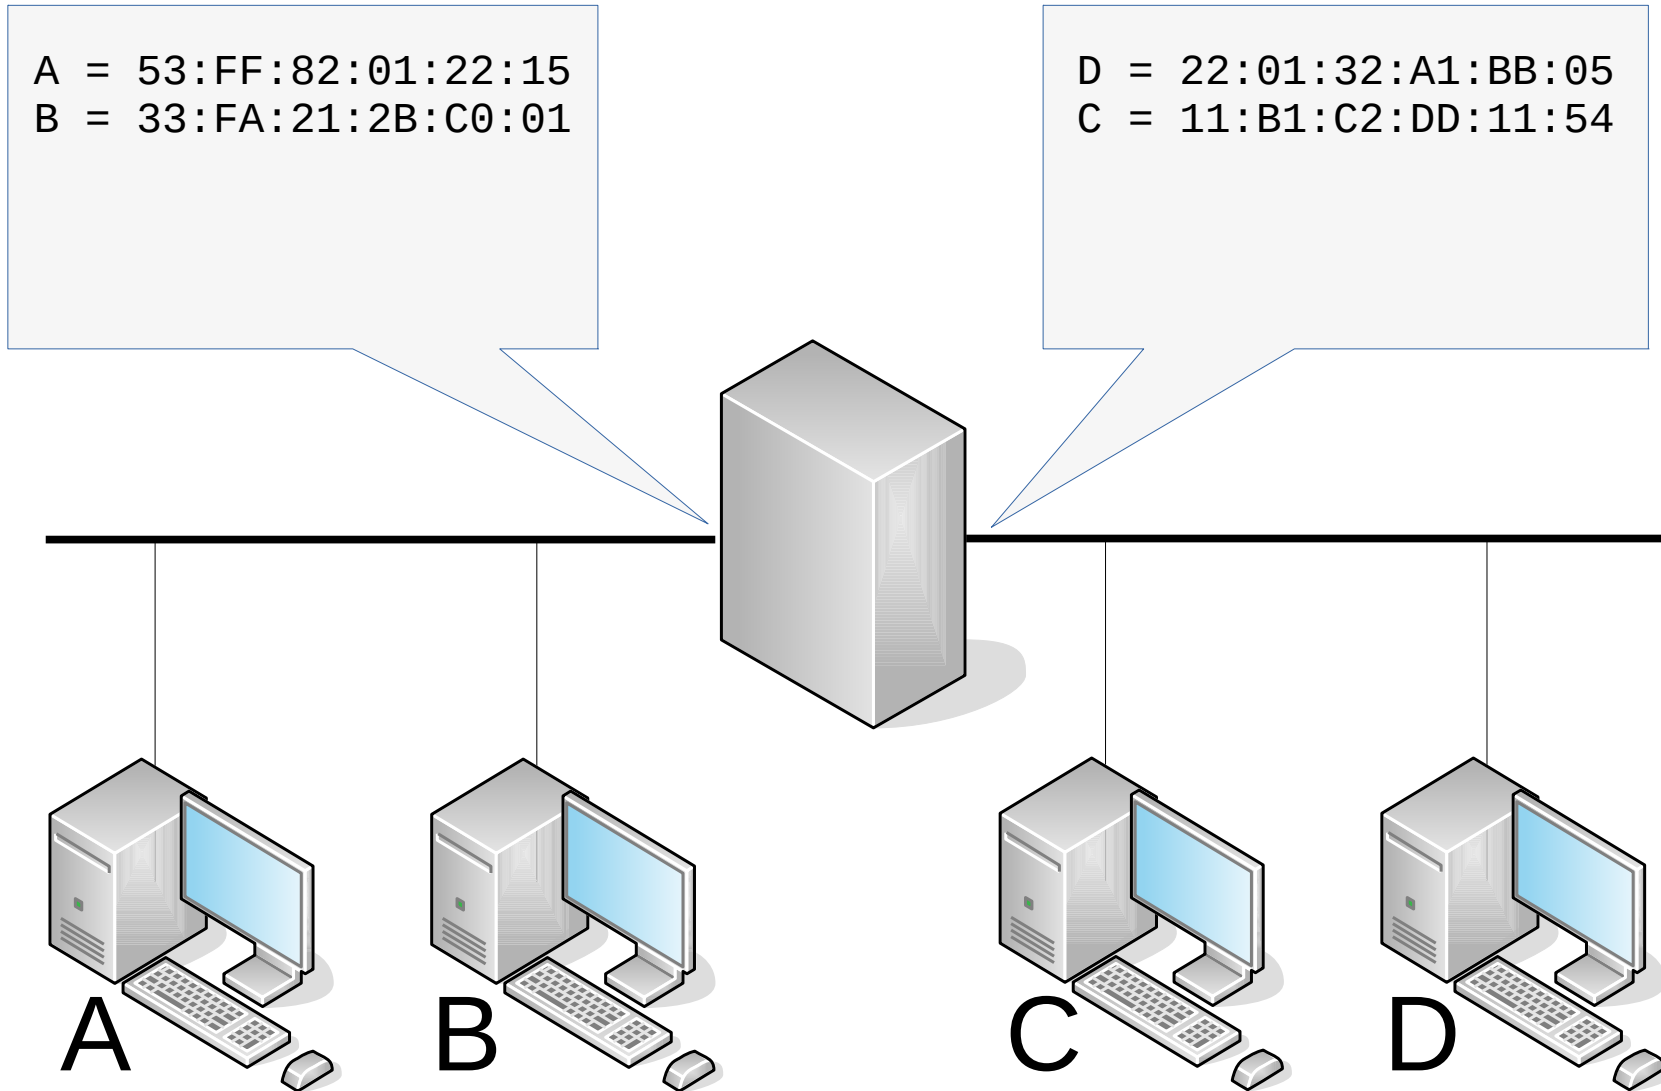 A = 53:FF:82:01:22:15
B = 33:FA:21:2B:C0:01
D = 22:01:32:A1:BB:05
C = 11:B1:C2:DD:11:54
A
B
C
D